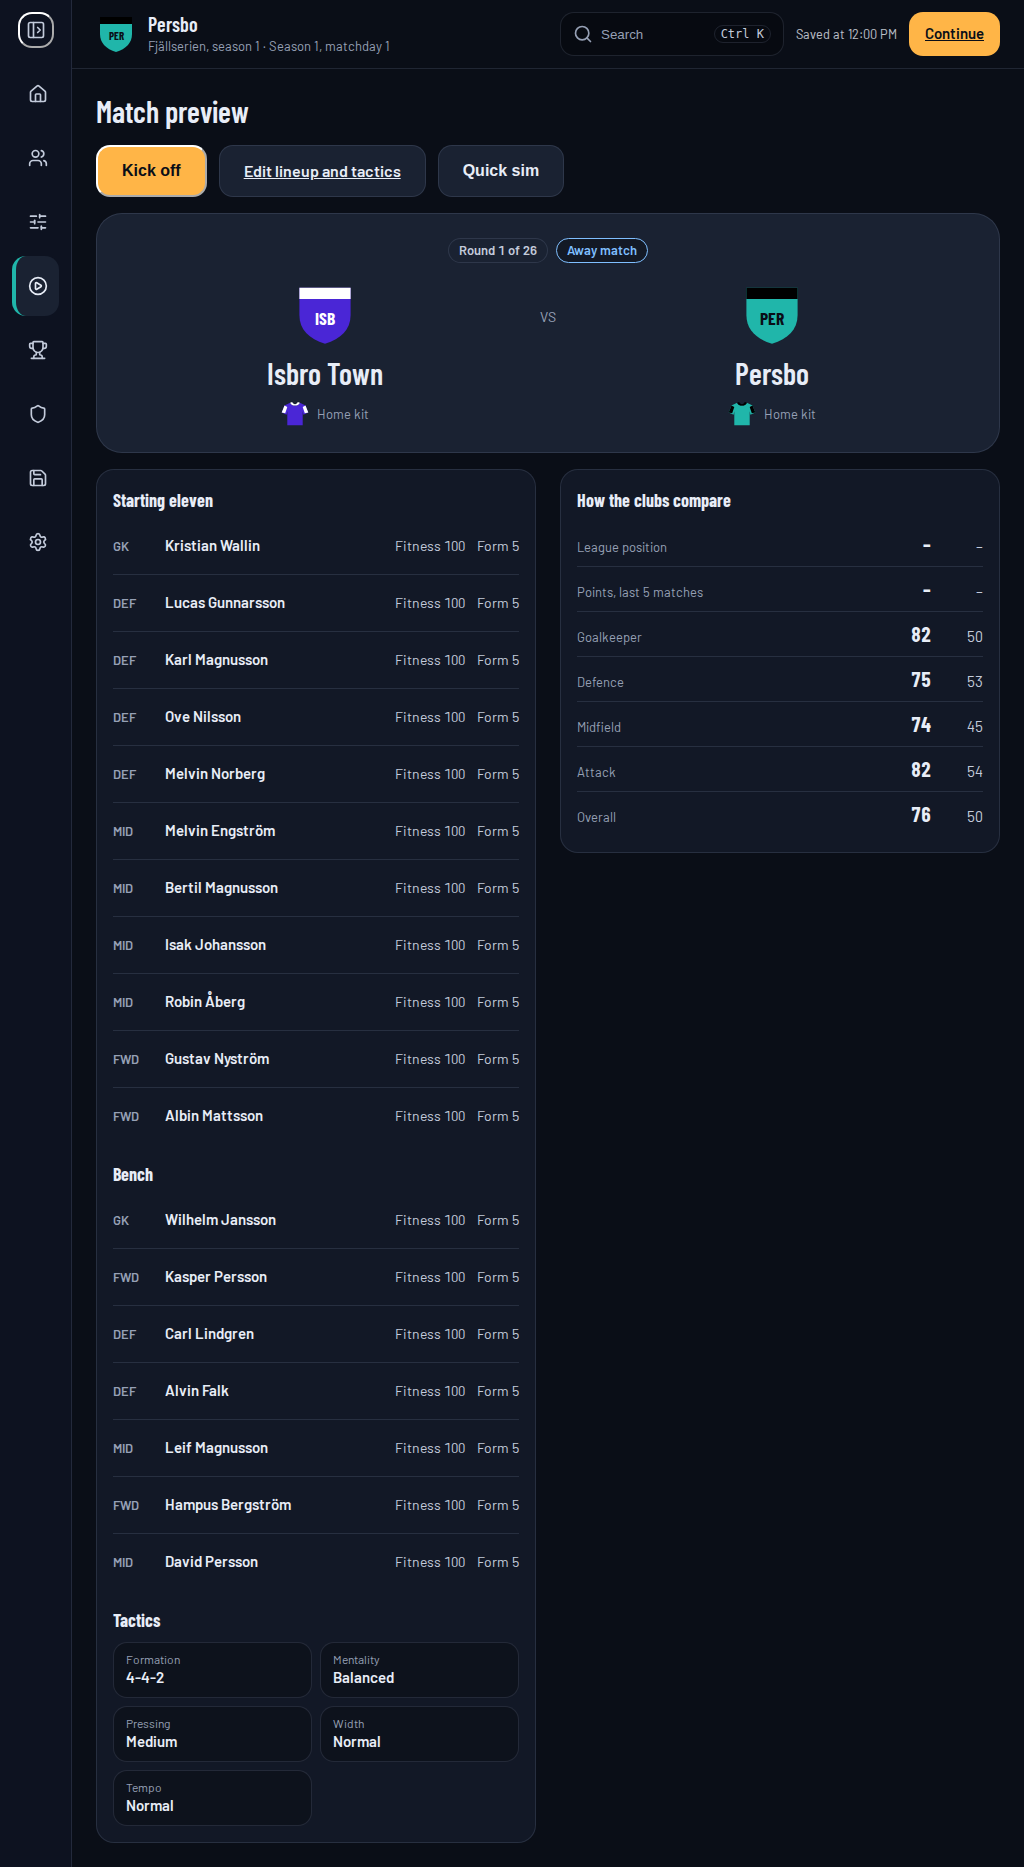 PER
Persbo
Fjällserien, season 1 · Season 1, matchday 1
Search
Ctrl K
Saved at 12:00 PM
Continue
Match preview
Kick off
Edit lineup and tactics
Quick sim
Round 1 of 26
Away match
ISB
VS
PER
Isbro Town
Persbo
Home kit
Home kit
Starting eleven
GK Kristian Wallin Fitness 100 Form 5
DEF Lucas Gunnarsson Fitness 100 Form 5
DEF Karl Magnusson Fitness 100 Form 5
DEF Ove Nilsson Fitness 100 Form 5
DEF Melvin Norberg Fitness 100 Form 5
MID Melvin Engström Fitness 100 Form 5
MID Bertil Magnusson Fitness 100 Form 5
MID Isak Johansson Fitness 100 Form 5
MID Robin Åberg Fitness 100 Form 5
FWD Gustav Nyström Fitness 100 Form 5
FWD Albin Mattsson Fitness 100 Form 5
Bench
GK Wilhelm Jansson Fitness 100 Form 5
FWD Kasper Persson Fitness 100 Form 5
DEF Carl Lindgren Fitness 100 Form 5
DEF Alvin Falk Fitness 100 Form 5
MID Leif Magnusson Fitness 100 Form 5
FWD Hampus Bergström Fitness 100 Form 5
MID David Persson Fitness 100 Form 5
Tactics
Formation
4-4-2
Mentality
Balanced
Pressing
Medium
Width
Normal
Tempo
Normal
How the clubs compare
League position – –
Points, last 5 matches – –
Goalkeeper 82 50
Defence 75 53
Midfield 74 45
Attack 82 54
Overall 76 50